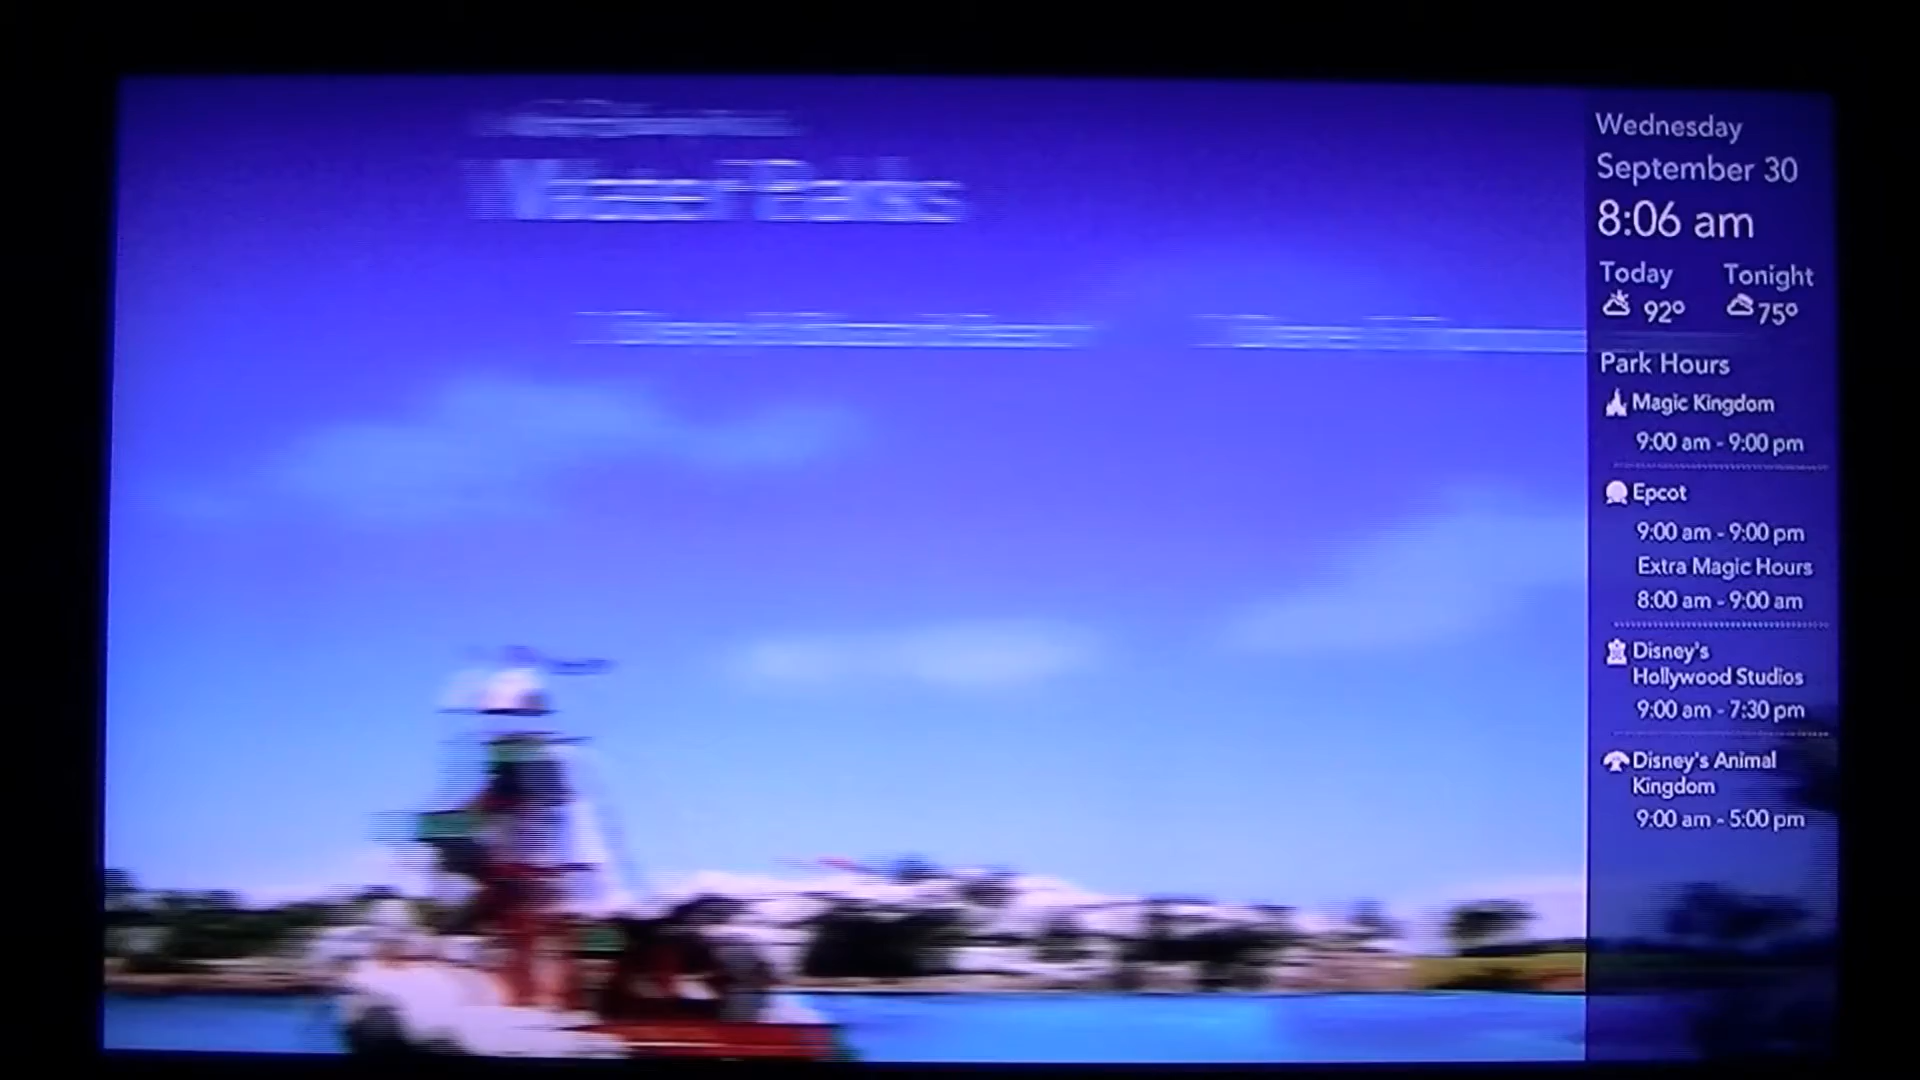 Water Parks
Wednesday
September 30
8:06 am
Today Tonight
92° 75°
Park Hours
Magic Kingdom
9:00 am - 9:00 pm
Epcot
9:00 am - 9:00 pm
Extra Magic Hours
8:00 am - 9:00 am
Disney's
Hollywood Studios
9:00 am - 7:30 pm
Disney's Animal
Kingdom
9:00 am - 5:00 pm